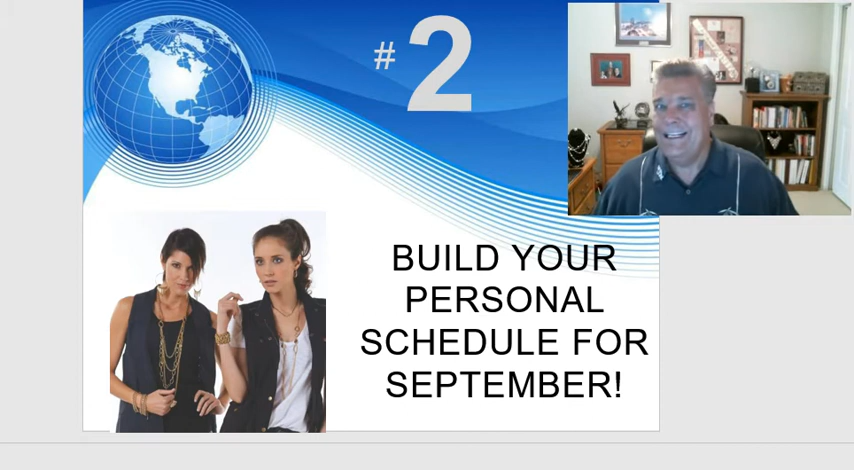 #2
BUILD YOUR
PERSONAL
SCHEDULE FOR
SEPTEMBER!